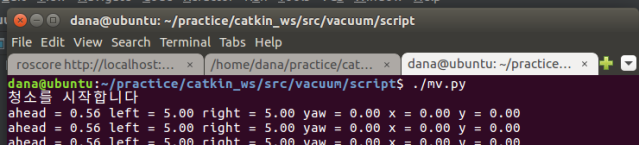 dana@ubuntu: ~/practice/catkin_ws/src/vacuum/script
View Search Terminal Tabs Help
roscore http://localhost:... × /home/dana/practice/cat... × dana@ubuntu: ~/practice... ×
dana@ubuntu:~/practice/catkin_ws/src/vacuum/script$ ./mv.py
청소를 시작합니다
ahead = 0.56 left = 5.00 right = 5.00 yaw = 0.00 x = 0.00 y = 0.00
ahead = 0.56 left = 5.00 right = 5.00 yaw = 0.00 x = 0.00 y = 0.00
ahead = 0.56 left = 5.00 right = 5.00 yaw = 0.00 x = 0.00 y = 0.00